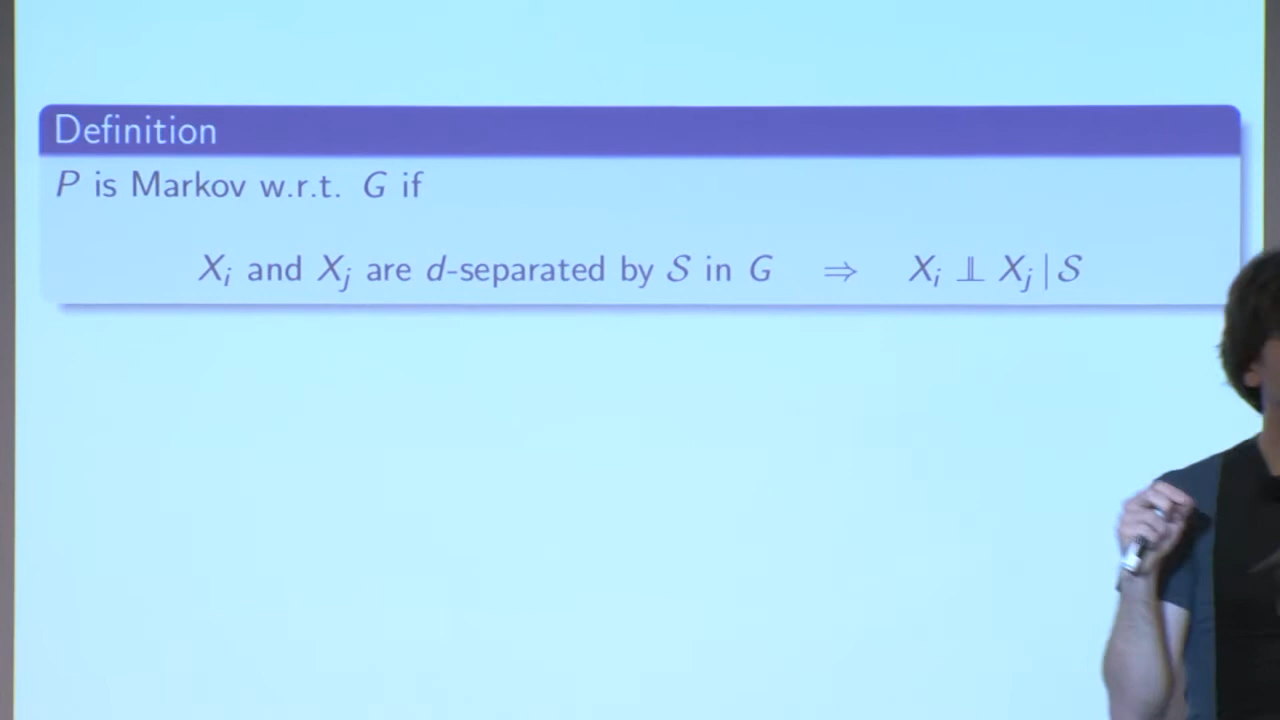 Definition
P is Markov w.r.t. G if
X_i and X_j are d-separated by 𝒮 in G ⇒ X_i ⫫ X_j | 𝒮